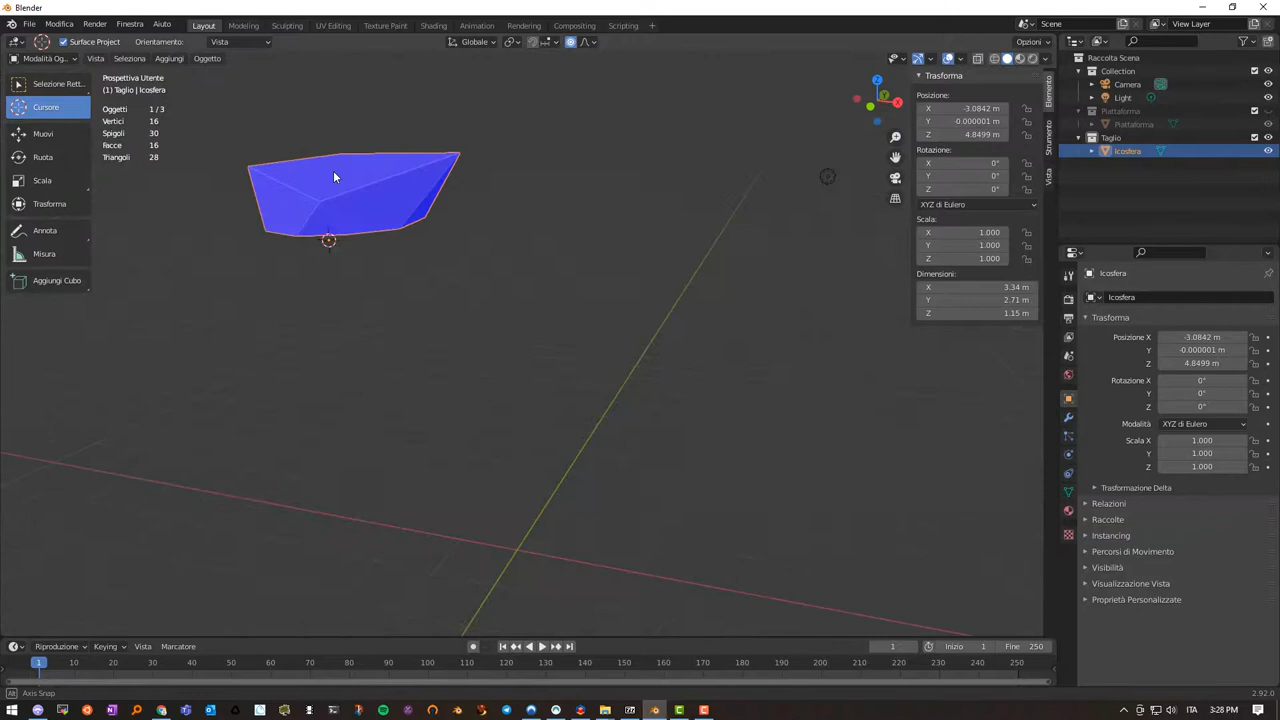 Blender
File Modifica Render Finestra Aiuto
Layout Modeling Sculpting UV Editing Texture Paint Shading Animation Rendering Compositing Scripting +
Scene
View Layer
Surface Project Orientamento: Vista
Globale
Opzioni
Modalità Og... Vista Seleziona Aggiungi Oggetto
Selezione Rett...
Cursore
Muovi
Ruota
Scala
Trasforma
Annota
Misura
Aggiungi Cubo
Prospettiva Utente
(1) Taglio | Icosfera
Oggetti 1 / 3
Vertici 16
Spigoli 30
Facce 16
Triangoli 28
Z
Y
X
Trasforma
Posizione:
X -3.0842 m
Y -0.000001 m
Z 4.8499 m
Rotazione:
X 0°
Y 0°
Z 0°
XYZ di Eulero
Scala:
X 1.000
Y 1.000
Z 1.000
Dimensioni:
X 3.34 m
Y 2.71 m
Z 1.15 m
Elemento
Strumento
Vista
Raccolta Scena
Collection
Camera
Light
Piattaforma
Piattaforma
Taglio
Icosfera
Icosfera
Icosfera
Trasforma
Posizione X -3.0842 m
Y -0.000001 m
Z 4.8499 m
Rotazione X 0°
Y 0°
Z 0°
Modalità XYZ di Eulero
Scala X 1.000
Y 1.000
Z 1.000
Trasformazione Delta
Relazioni
Raccolte
Instancing
Percorsi di Movimento
Visibilità
Visualizzazione Vista
Proprietà Personalizzate
Riproduzione Keying Vista Marcatore
1
Inizio 1
Fine 250
1 10 20 30 40 50 60 70 80 90 100 110 120 130 140 150 160 170 180 190 200 210 220 230 240 250
Alt Axis Snap
2.92.0
ITA 3:28 PM